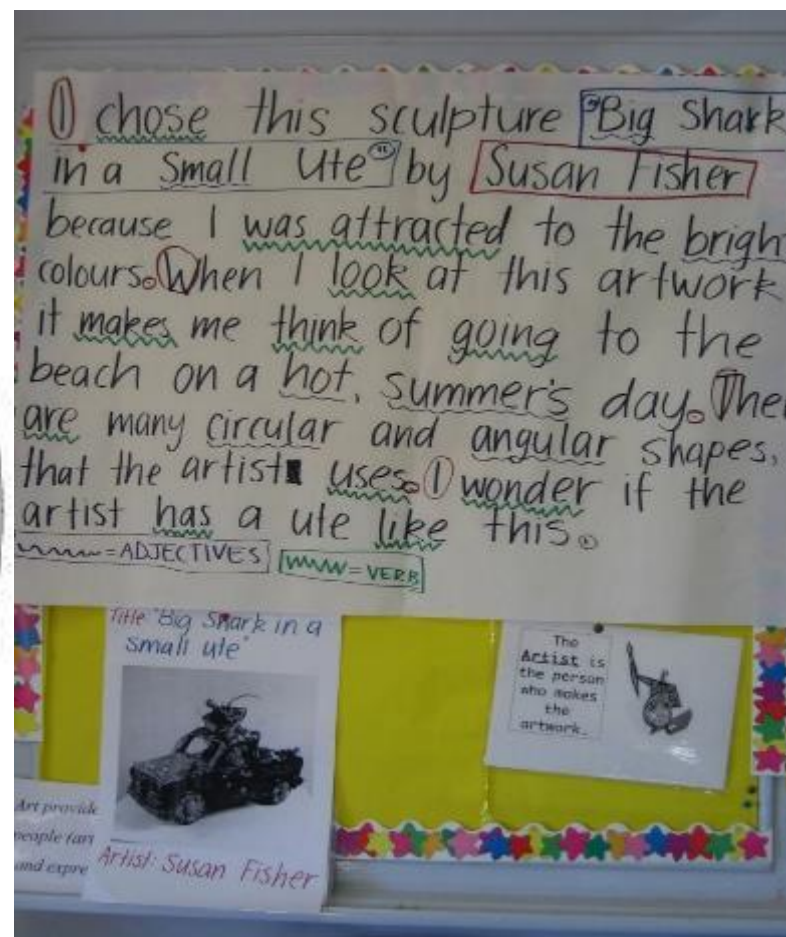 I chose this sculpture "Big Shark
in a Small Ute" by Susan Fisher
because I was attracted to the brigh
colours. When I look at this artwork
it makes me think of going to the
beach on a hot, summer's day. The
are many circular and angular shapes,
that the artist uses. I wonder if the
artist has a ute like this.
= ADJECTIVES = VERB
Title "Big Shark in a
Small ute"
Artist: Susan Fisher
The
Artist is
the person
who makes
the
artwork.
Art provide
people (art
and expre